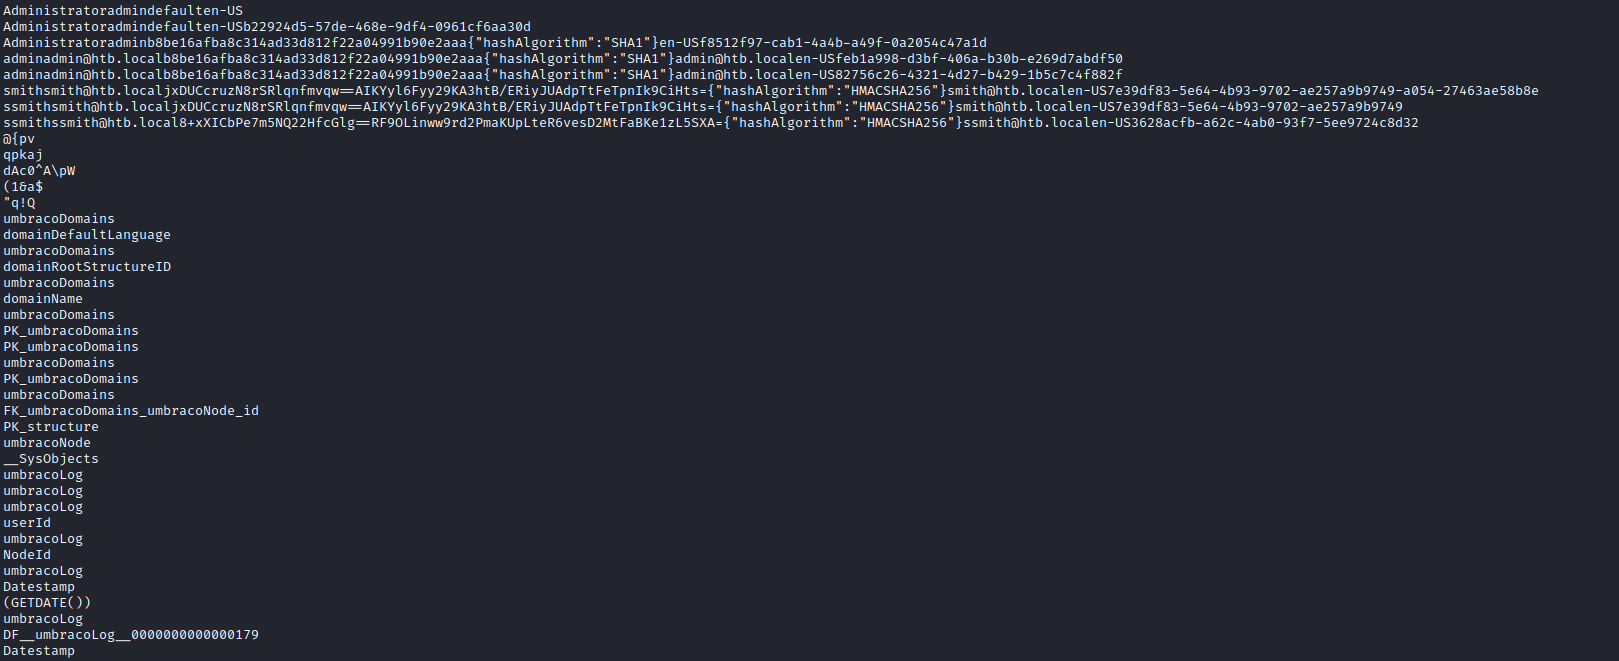 Administratoradmindefaulten-US
Administratoradmindefaulten-USb22924d5-57de-468e-9df4-0961cf6aa30d
Administratoradminb8be16afba8c314ad33d812f22a04991b90e2aaa{"hashAlgorithm":"SHA1"}en-USf8512f97-cab1-4a4b-a49f-0a2054c47a1d
adminadmin@htb.localb8be16afba8c314ad33d812f22a04991b90e2aaa{"hashAlgorithm":"SHA1"}admin@htb.localen-USfeb1a998-d3bf-406a-b30b-e269d7abdf50
adminadmin@htb.localb8be16afba8c314ad33d812f22a04991b90e2aaa{"hashAlgorithm":"SHA1"}admin@htb.localen-US82756c26-4321-4d27-b429-1b5c7c4f882f
smithsmith@htb.localjxDUCcruzN8rSRlqnfmvqw==AIKYyl6Fyy29KA3htB/ERiyJUAdpTtFeTpnIk9CiHts={"hashAlgorithm":"HMACSHA256"}smith@htb.localen-US7e39df83-5e64-4b93-9702-ae257a9b9749-a054-27463ae58b8e
ssmithsmith@htb.localjxDUCcruzN8rSRlqnfmvqw==AIKYyl6Fyy29KA3htB/ERiyJUAdpTtFeTpnIk9CiHts={"hashAlgorithm":"HMACSHA256"}smith@htb.localen-US7e39df83-5e64-4b93-9702-ae257a9b9749
ssmithssmith@htb.local8+xXICbPe7m5NQ22HfcGlg==RF9OLinww9rd2PmaKUpLteR6vesD2MtFaBKe1zL5SXA={"hashAlgorithm":"HMACSHA256"}ssmith@htb.localen-US3628acfb-a62c-4ab0-93f7-5ee9724c8d32
@{pv
qpkaj
dAc0^A\pW
(1&a$
"q!Q
umbracoDomains
domainDefaultLanguage
umbracoDomains
domainRootStructureID
umbracoDomains
domainName
umbracoDomains
PK_umbracoDomains
PK_umbracoDomains
umbracoDomains
PK_umbracoDomains
umbracoDomains
FK_umbracoDomains_umbracoNode_id
PK_structure
umbracoNode
__SysObjects
umbracoLog
umbracoLog
umbracoLog
userId
umbracoLog
NodeId
umbracoLog
Datestamp
(GETDATE())
umbracoLog
DF__umbracoLog__0000000000000179
Datestamp